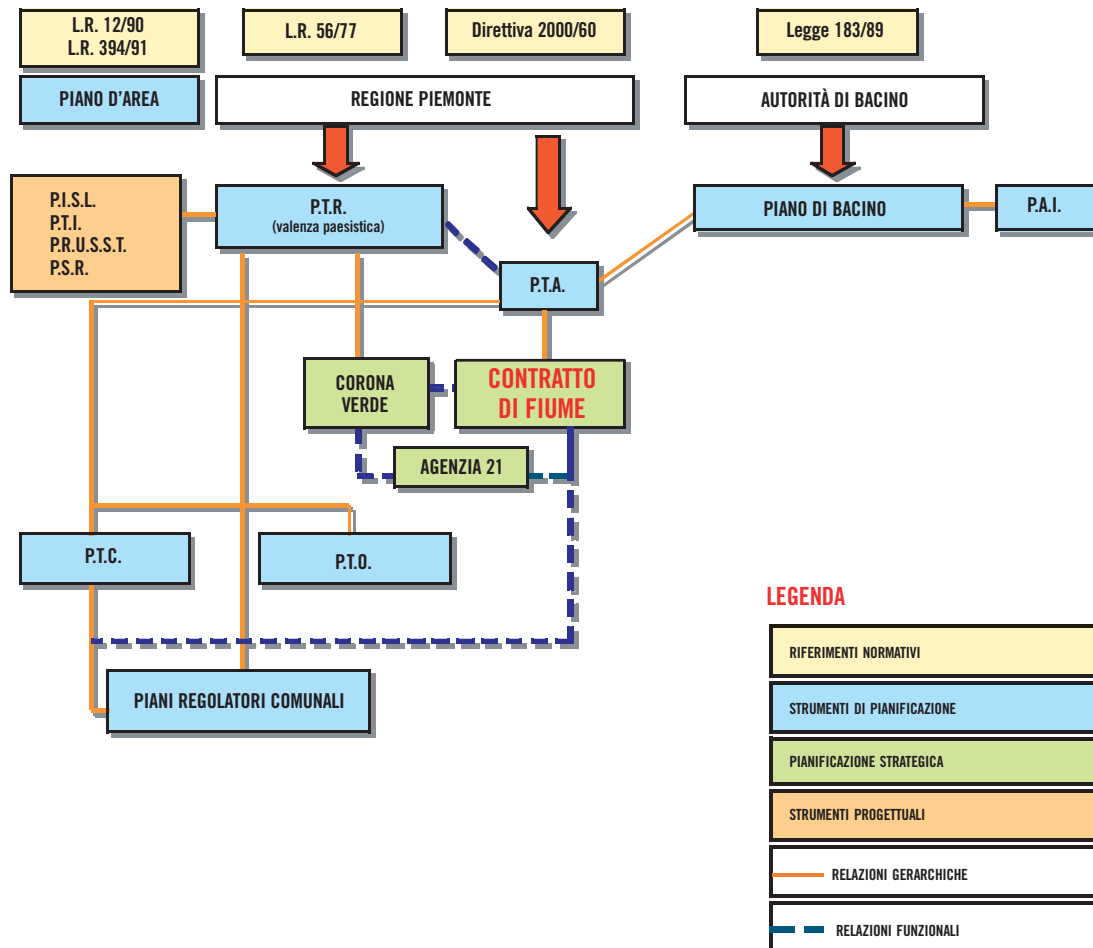 L.R. 12/90
L.R. 394/91
L.R. 56/77
Direttiva 2000/60
Legge 183/89
PIANO D'AREA
REGIONE PIEMONTE
AUTORITÀ DI BACINO
P.I.S.L.
P.T.I.
P.R.U.S.S.T.
P.S.R.
P.T.R.
(valenza paesistica)
PIANO DI BACINO
P.A.I.
P.T.A.
CORONA
VERDE
CONTRATTO
DI FIUME
AGENZIA 21
P.T.C.
P.T.O.
PIANI REGOLATORI COMUNALI
LEGENDA
RIFERIMENTI NORMATIVI
STRUMENTI DI PIANIFICAZIONE
PIANIFICAZIONE STRATEGICA
STRUMENTI PROGETTUALI
RELAZIONI GERARCHICHE
RELAZIONI FUNZIONALI